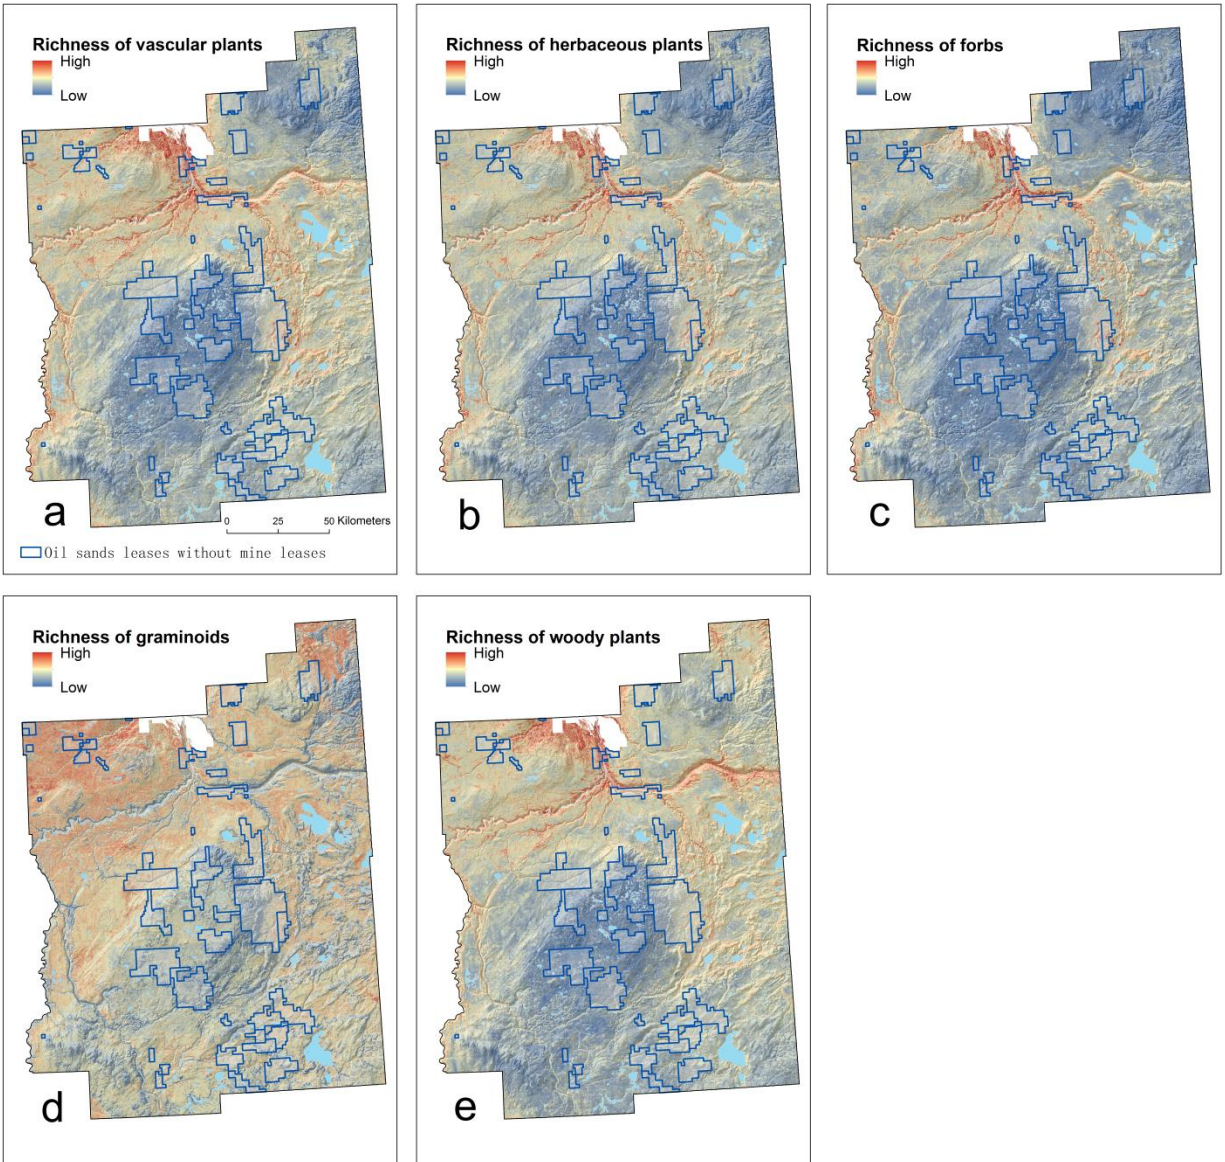 Richness of vascular plants
High
Low
a
0 25 50 Kilometers
Oil sands leases without mine leases
Richness of herbaceous plants
High
Low
b
Richness of forbs
High
Low
c
Richness of graminoids
High
Low
d
Richness of woody plants
High
Low
e